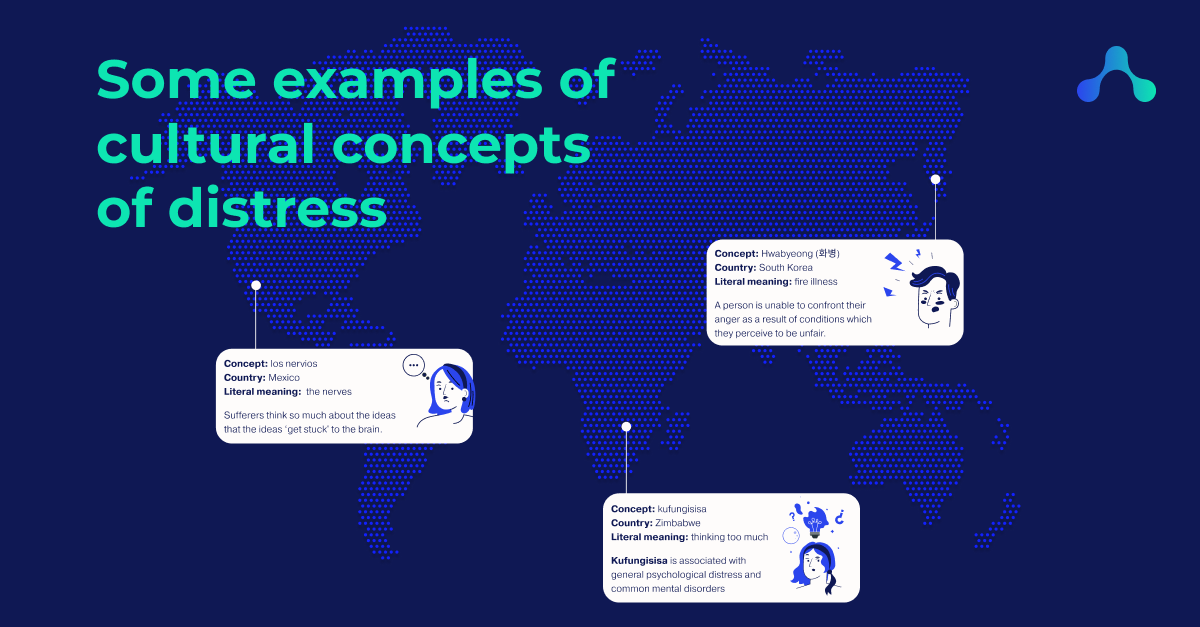 Some examples of
cultural concepts
of distress
Concept: Hwabyeong (화병)
Country: South Korea
Literal meaning: fire illness
A person is unable to confront their
anger as a result of conditions which
they perceive to be unfair.
Concept: los nervios
Country: Mexico
Literal meaning: the nerves
Sufferers think so much about the ideas
that the ideas ‘get stuck’ to the brain.
Concept: kufungisisa
Country: Zimbabwe
Literal meaning: thinking too much
Kufungisisa is associated with
general psychological distress and
common mental disorders